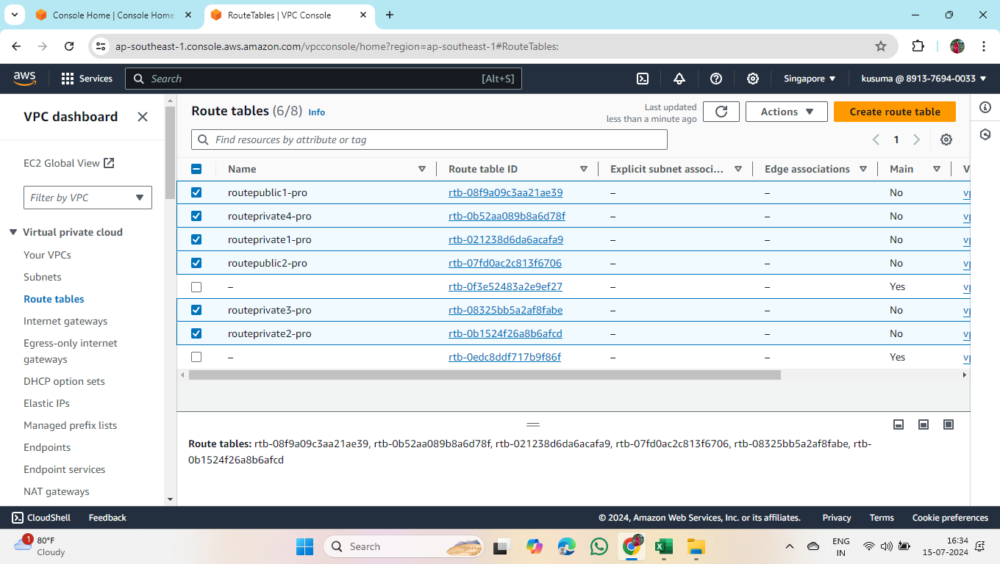 Console Home | Console Home
RouteTables | VPC Console
ap-southeast-1.console.aws.amazon.com/vpcconsole/home?region=ap-southeast-1#RouteTables:
aws
Services
Search [Alt+S]
Singapore
kusuma @ 8913-7694-0033
VPC dashboard
EC2 Global View
Filter by VPC
Virtual private cloud
Your VPCs
Subnets
Route tables
Internet gateways
Egress-only internet
gateways
DHCP option sets
Elastic IPs
Managed prefix lists
Endpoints
Endpoint services
NAT gateways
Route tables (6/8) Info
Last updated
less than a minute ago
Actions
Create route table
Find resources by attribute or tag
1
Name Route table ID Explicit subnet associ... Edge associations Main V
routepublic1-pro rtb-08f9a09c3aa21ae39 – – No vp
routeprivate4-pro rtb-0b52aa089b8a6d78f – – No vp
routeprivate1-pro rtb-021238d6da6acafa9 – – No vp
routepublic2-pro rtb-07fd0ac2c813f6706 – – No vp
– rtb-0f3e52483a2e9ef27 – – Yes vp
routeprivate3-pro rtb-08325bb5a2af8fabe – – No vp
routeprivate2-pro rtb-0b1524f26a8b6afcd – – No vp
– rtb-0edc8ddf717b9f86f – – Yes vp
Route tables: rtb-08f9a09c3aa21ae39, rtb-0b52aa089b8a6d78f, rtb-021238d6da6acafa9, rtb-07fd0ac2c813f6706, rtb-08325bb5a2af8fabe, rtb-
0b1524f26a8b6afcd
CloudShell Feedback
© 2024, Amazon Web Services, Inc. or its affiliates. Privacy Terms Cookie preferences
1
80°F
Cloudy
Search
ENG
IN
16:34
15-07-2024